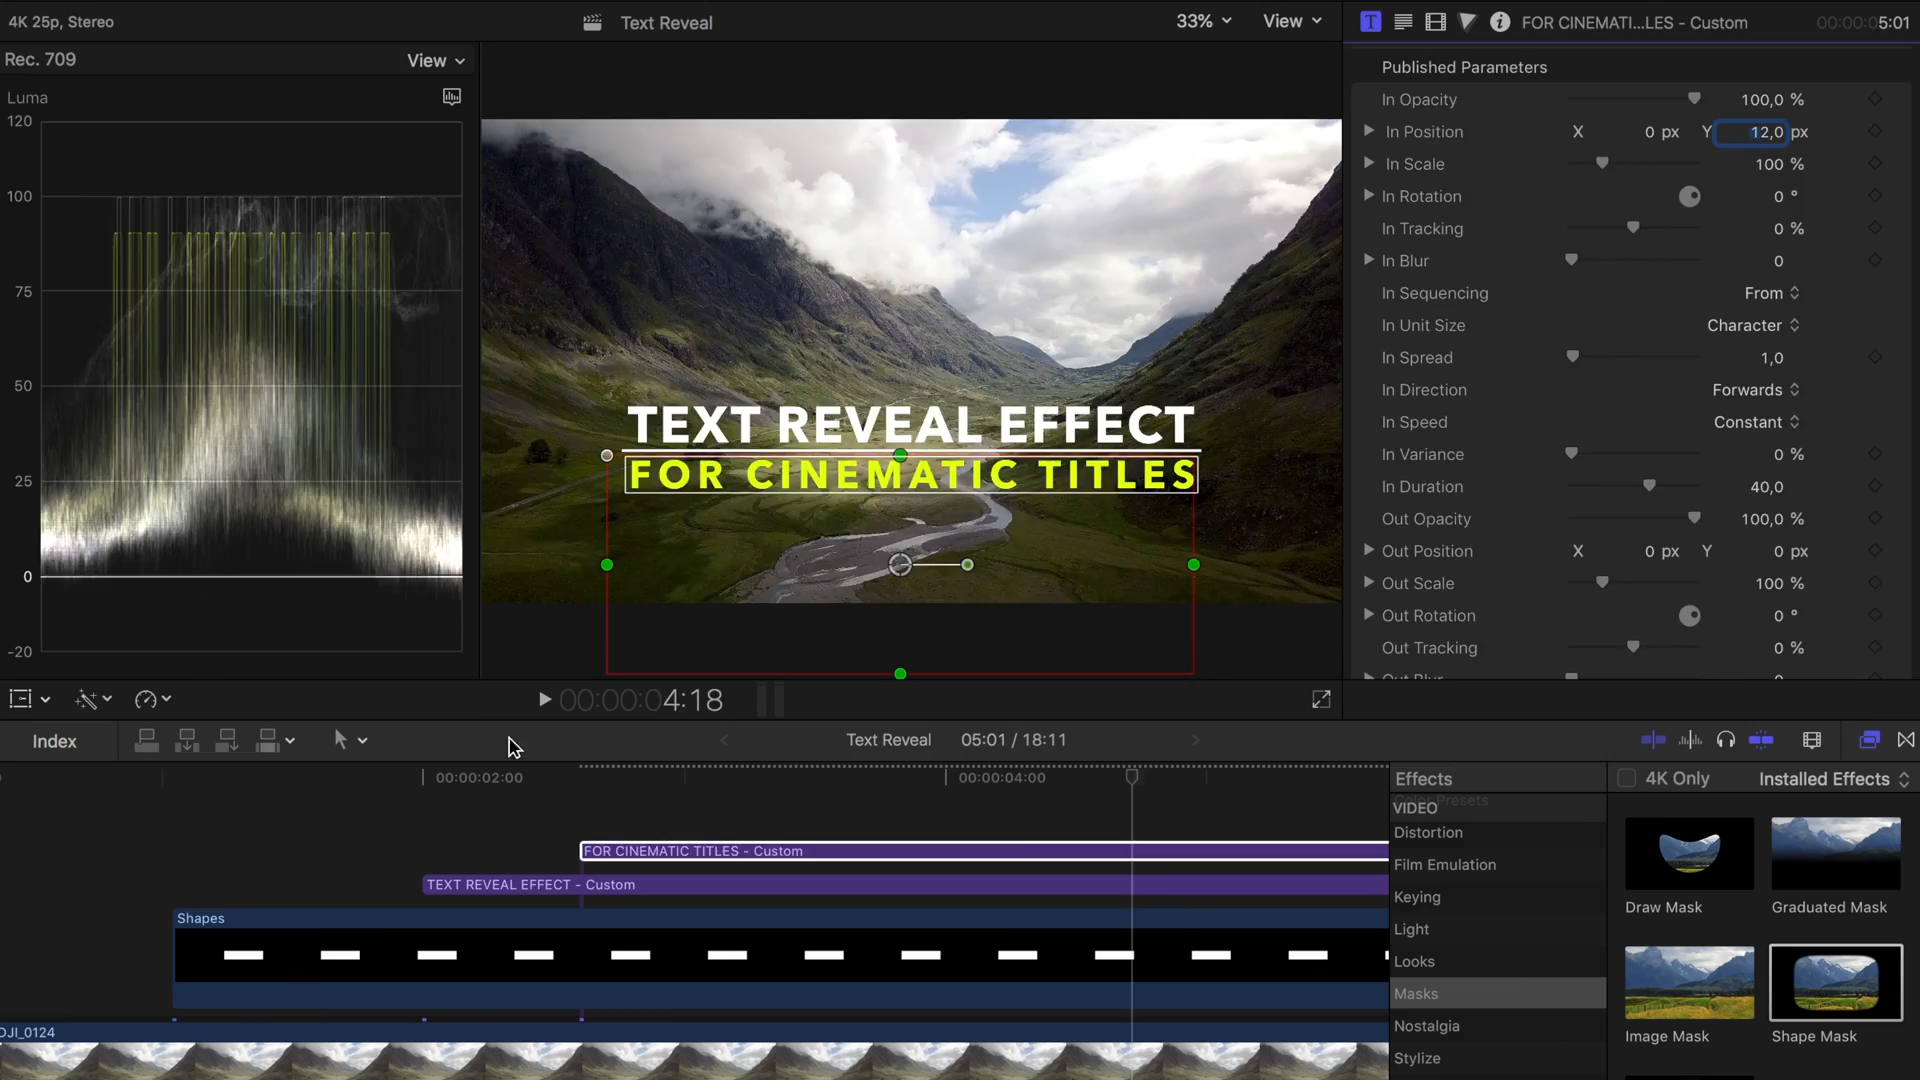 4K 25p, Stereo
Text Reveal
33%
View
FOR CINEMATI...LES - Custom
00:00:05:01
Rec. 709
View
Published Parameters
Luma
In Opacity 100,0 %
In Position X 0 px Y 12,0 px
In Scale 100 %
In Rotation 0 °
In Tracking 0 %
In Blur 0
In Sequencing From
In Unit Size Character
In Spread 1,0
In Direction Forwards
In Speed Constant
In Variance 0 %
In Duration 40,0
Out Opacity 100,0 %
Out Position X 0 px Y 0 px
Out Scale 100 %
Out Rotation 0 °
Out Tracking 0 %
Out Blur 0
120
100
75
50
25
0
-20
TEXT REVEAL EFFECT
FOR CINEMATIC TITLES
00:00:04:18
Index
Text Reveal 05:01 / 18:11
00:00:02:00
00:00:04:00
FOR CINEMATIC TITLES - Custom
TEXT REVEAL EFFECT - Custom
Shapes
DJI_0124
Effects
4K Only
Installed Effects
Color Presets
VIDEO
Distortion
Film Emulation
Keying
Light
Looks
Masks
Nostalgia
Stylize
Draw Mask
Graduated Mask
Image Mask
Shape Mask